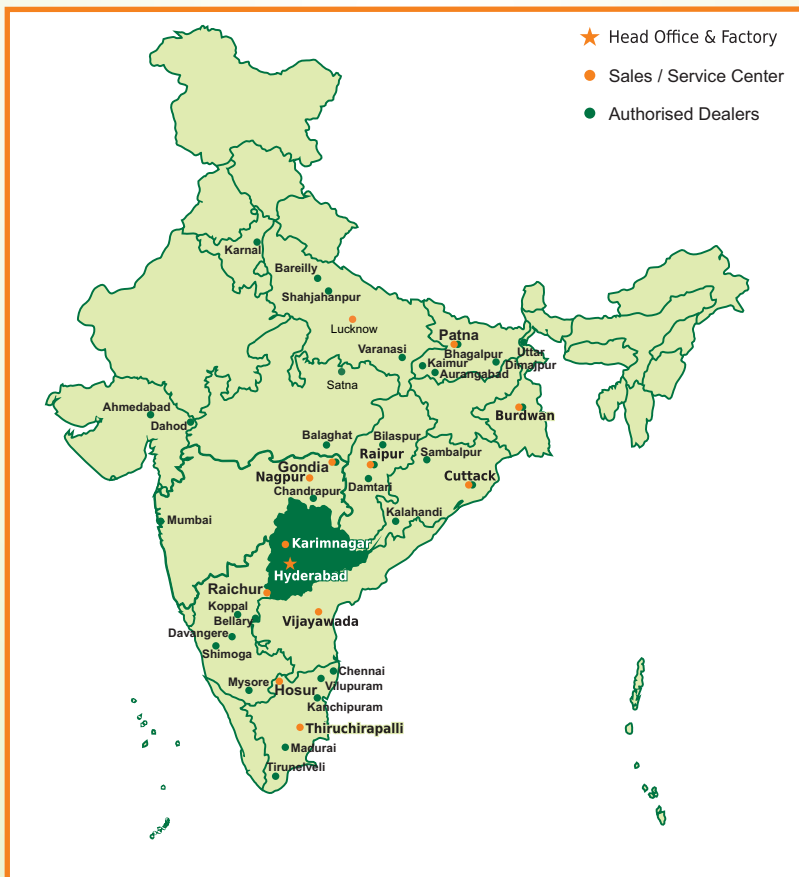 Head Office & Factory
Sales / Service Center
Authorised Dealers
Karnal
Bareilly
Shahjahanpur
Lucknow
Patna
Varanasi
Bhagalpur
Uttar
Dimajpur
Kaimur
Aurangabad
Satna
Ahmedabad
Dahod
Burdwan
Balaghat
Bilaspur
Raipur
Sambalpur
Gondia
Nagpur
Cuttack
Damtari
Chandrapur
Kalahandi
Mumbai
Karimnagar
Hyderabad
Raichur
Koppal
Bellary
Vijayawada
Davangere
Shimoga
Chennai
Mysore
Hosur
Vilupuram
Kanchipuram
Thiruchirapalli
Madurai
Tirunelveli